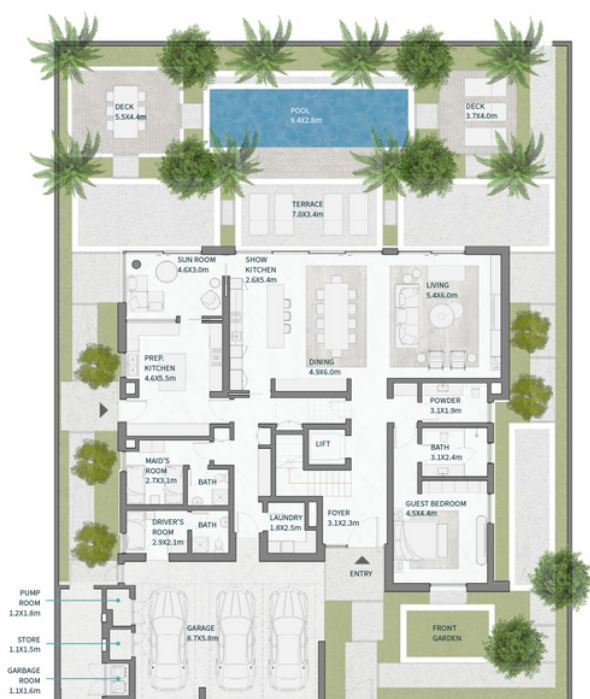 DECK
5.5X4.4m
POOL
9.4X2.8m
DECK
3.7X4.0m
TERRACE
7.0X3.4m
SUN ROOM
4.6X3.0m
SHOW
KITCHEN
2.6X5.4m
LIVING
5.4X6.0m
PREP.
KITCHEN
4.6X5.5m
DINING
4.9X6.0m
POWDER
3.1X1.9m
LIFT
BATH
3.1X2.4m
MAID'S
ROOM
2.7X3.1m
BATH
GUEST BEDROOM
4.5X4.4m
DRIVER'S
ROOM
2.9X2.1m
BATH
LAUNDRY
1.8X2.5m
FOYER
3.1X2.3m
ENTRY
PUMP
ROOM
1.2X1.8m
STORE
1.1X1.5m
GARBAGE
ROOM
1.1X1.6m
GARAGE
8.7X5.8m
FRONT
GARDEN